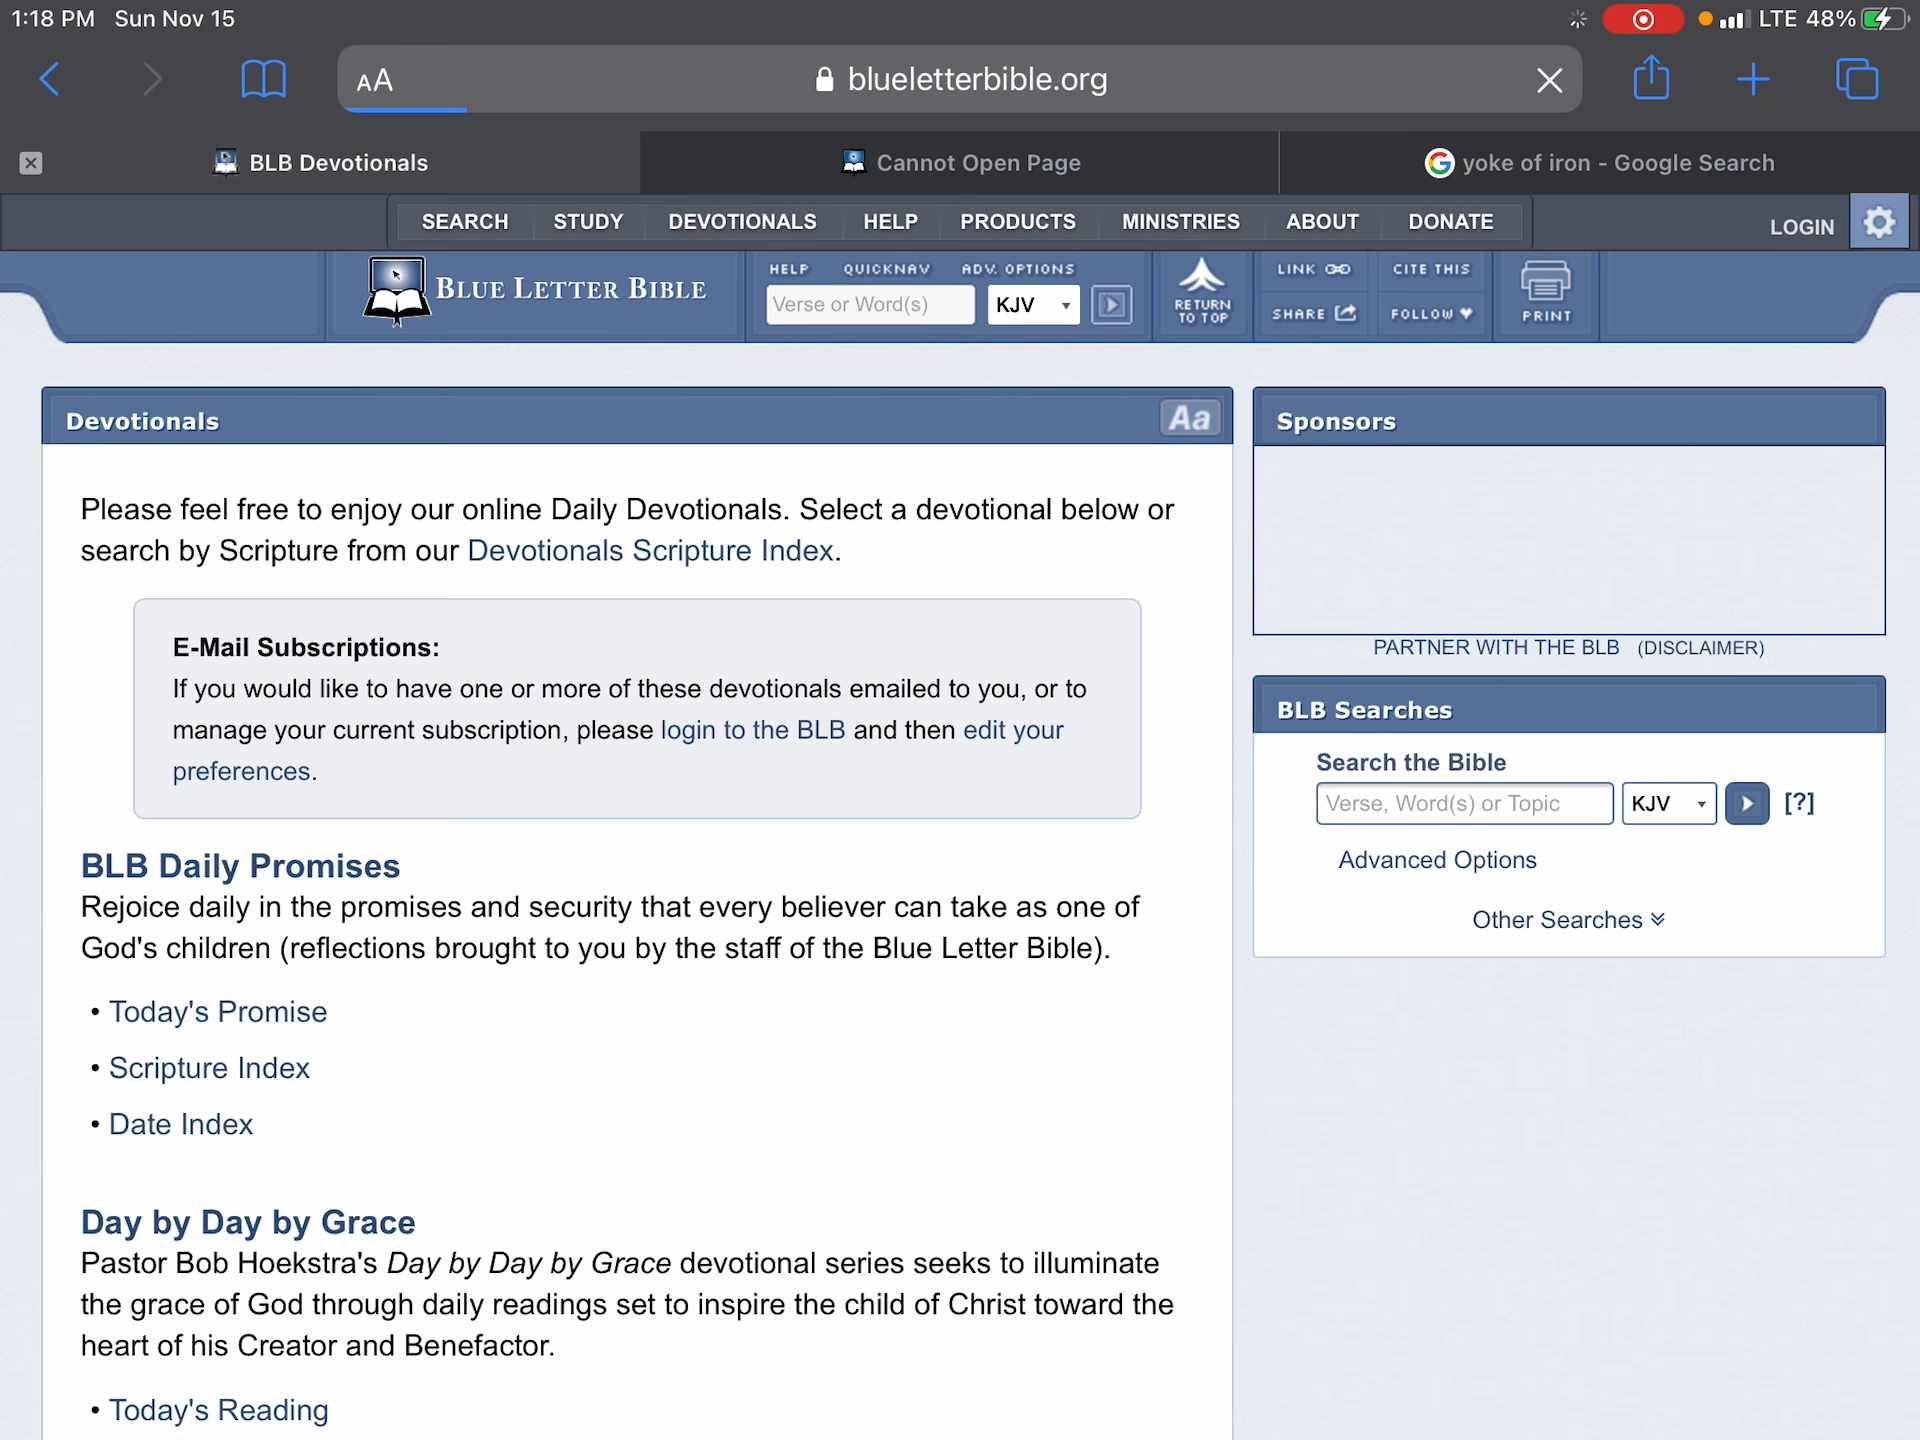 1:18 PM Sun Nov 15
LTE 48%
AA blueletterbible.org
BLB Devotionals
Cannot Open Page
yoke of iron - Google Search
SEARCH STUDY DEVOTIONALS HELP PRODUCTS MINISTRIES ABOUT DONATE
LOGIN
BLUE LETTER BIBLE
HELP QUICKNAV ADV. OPTIONS
Verse or Word(s) KJV
RETURN
TO TOP
LINK CITE THIS
SHARE FOLLOW
PRINT
Devotionals Aa
Please feel free to enjoy our online Daily Devotionals. Select a devotional below or
search by Scripture from our Devotionals Scripture Index.
E-Mail Subscriptions:
If you would like to have one or more of these devotionals emailed to you, or to
manage your current subscription, please login to the BLB and then edit your
preferences.
BLB Daily Promises
Rejoice daily in the promises and security that every believer can take as one of
God's children (reflections brought to you by the staff of the Blue Letter Bible).
• Today's Promise
• Scripture Index
• Date Index
Day by Day by Grace
Pastor Bob Hoekstra's Day by Day by Grace devotional series seeks to illuminate
the grace of God through daily readings set to inspire the child of Christ toward the
heart of his Creator and Benefactor.
• Today's Reading
Sponsors
PARTNER WITH THE BLB (DISCLAIMER)
BLB Searches
Search the Bible
Verse, Word(s) or Topic KJV [?]
Advanced Options
Other Searches